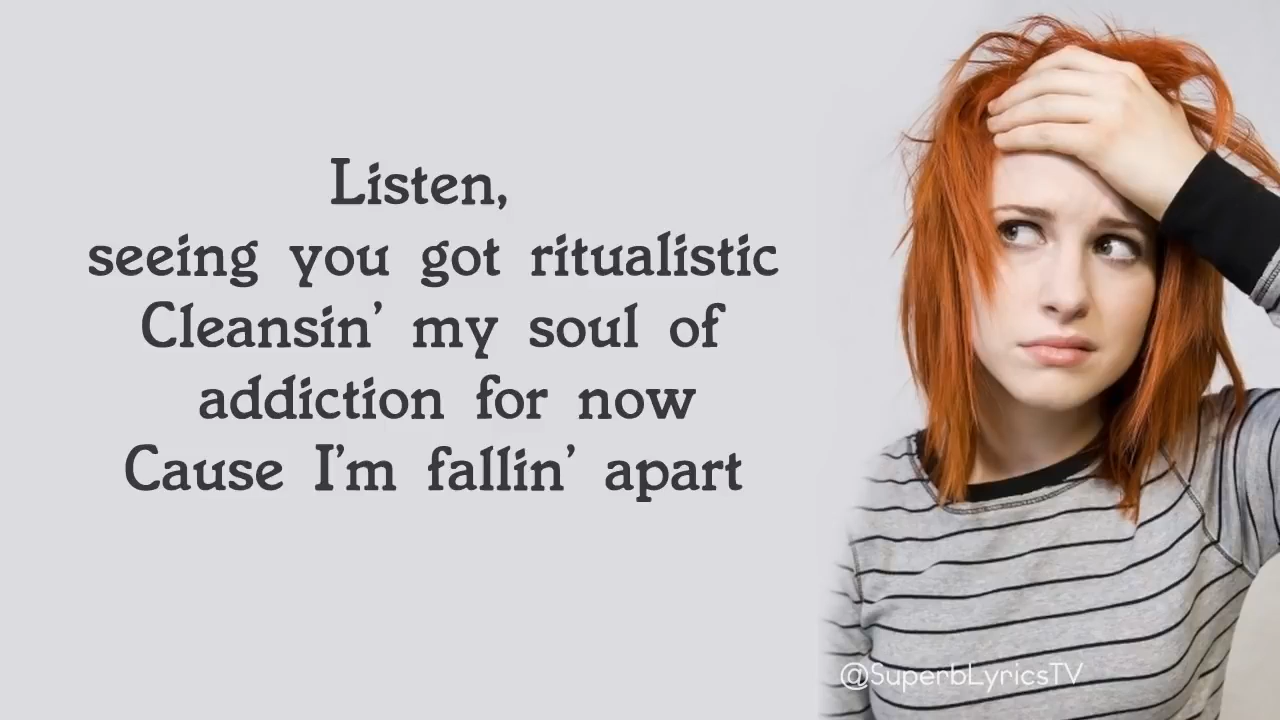 Listen,
seeing you got ritualistic
Cleansin' my soul of
addiction for now
Cause I'm fallin' apart
@SuperbLyricsTV